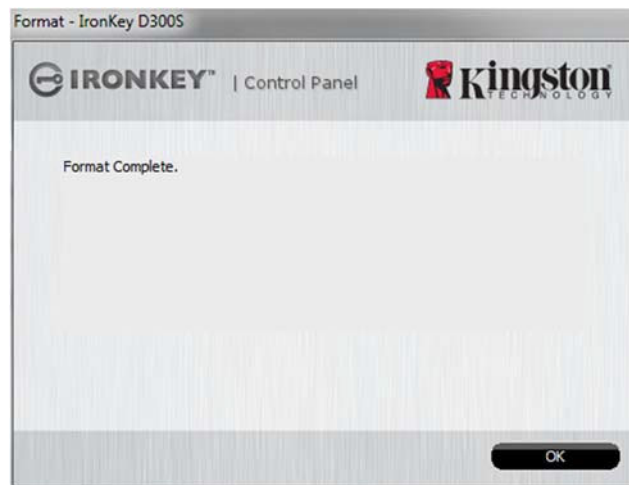 Format - IronKey D300S
IRONKEY™ | Control Panel
Kingston
TECHNOLOGY
Format Complete.
OK